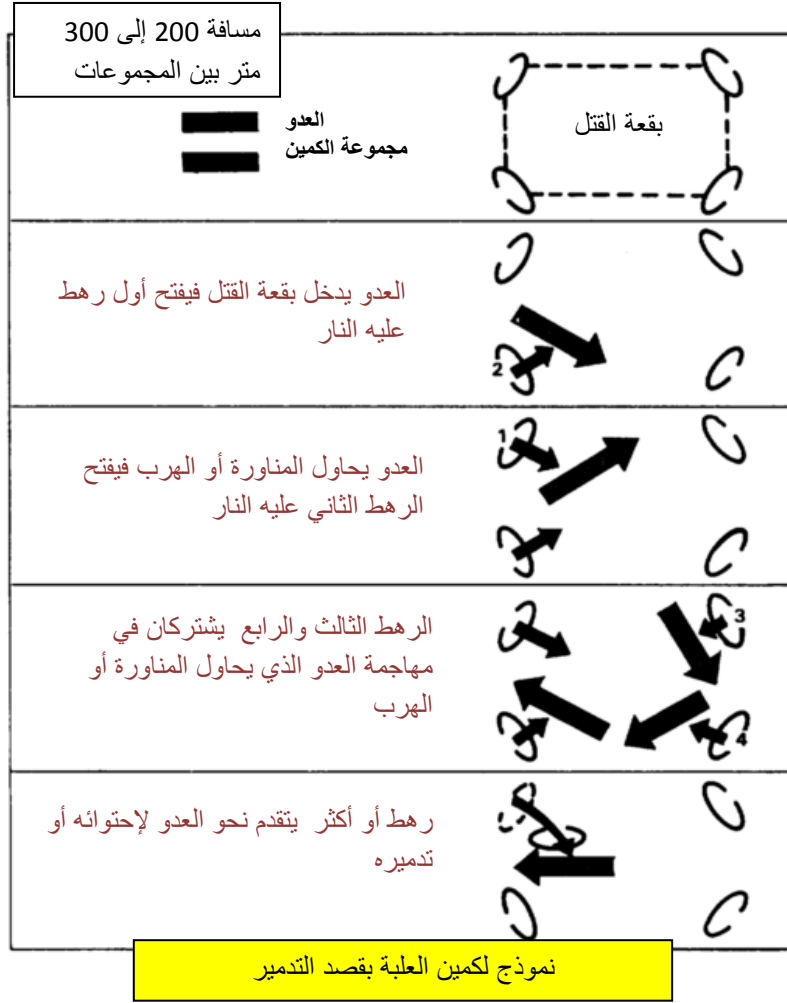 مسافة 200 إلى 300
متر بين المجموعات
العدو
مجموعة الكمين
بقعة القتل
العدو يدخل بقعة القتل فيفتح أول رهط
عليه النار
2
العدو يحاول المناورة أو الهرب فيفتح
الرهط الثاني عليه النار
1
الرهط الثالث والرابع يشتركان في
مهاجمة العدو الذي يحاول المناورة أو
الهرب
3
4
رهط أو أكثر يتقدم نحو العدو لإحتوائه أو
تدميره
نموذج لكمين العلبة بقصد التدمير